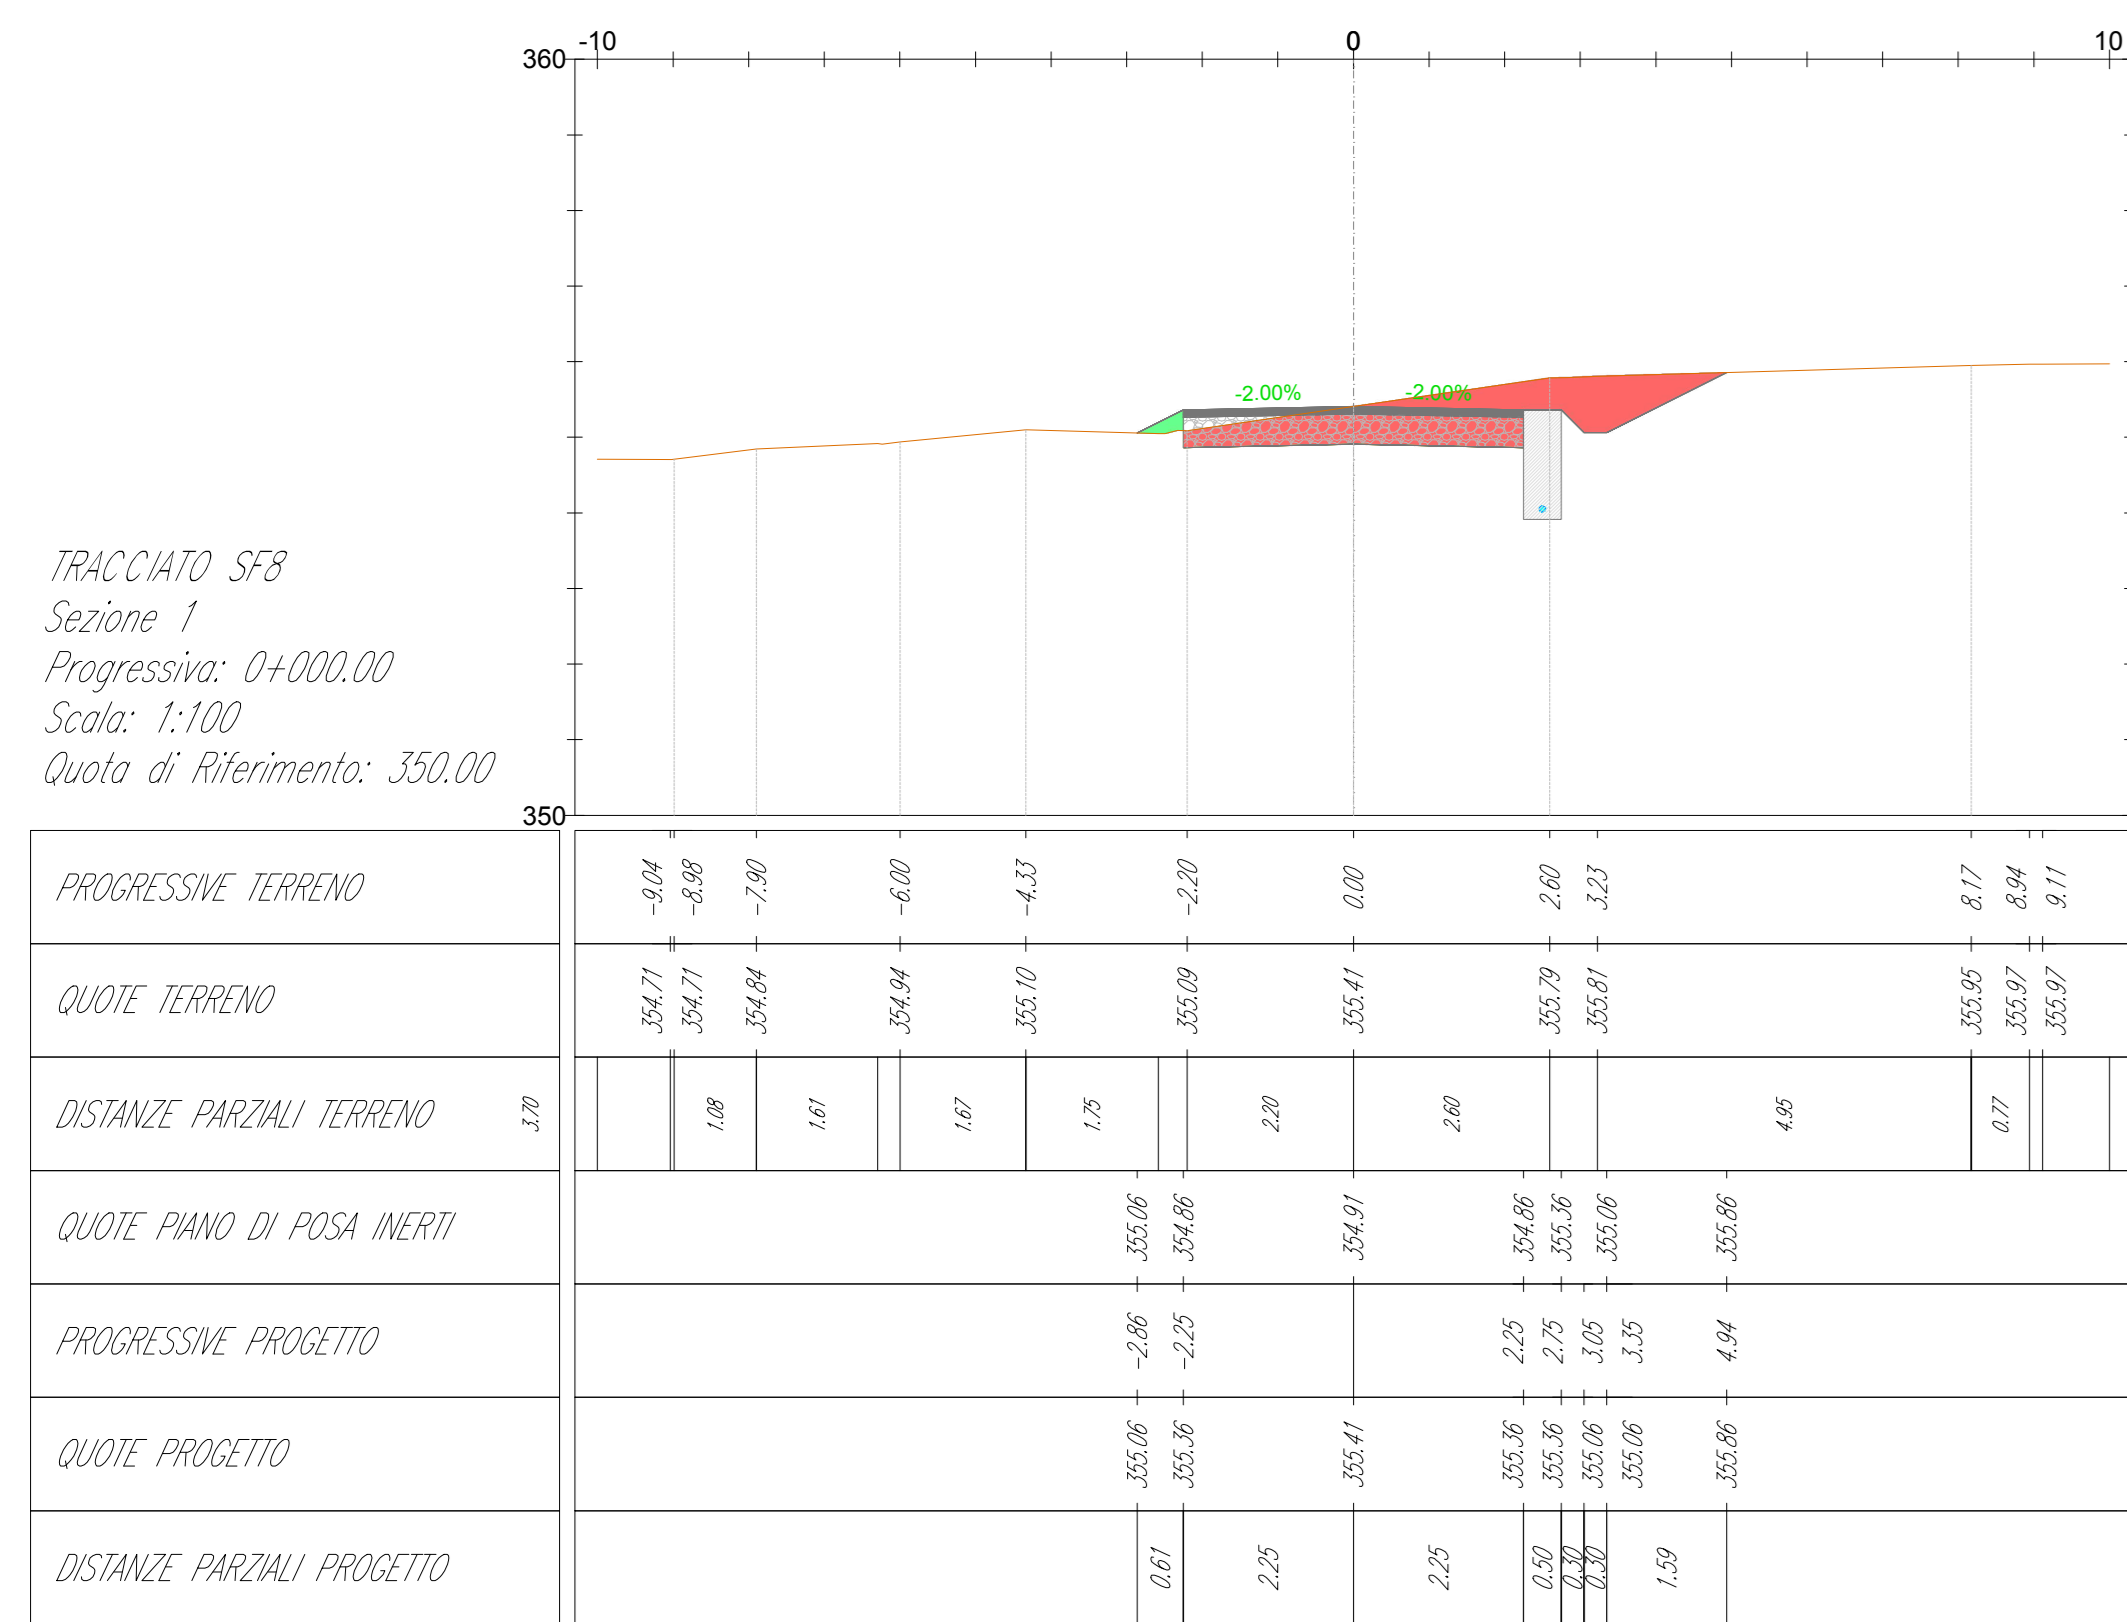 -10 0 10
360
-2.00% -2.00%
TRACCIATO SF8
Sezione 1
Progressiva: 0+000.00
Scala: 1:100
Quota di Riferimento: 350.00
350
PROGRESSIVE TERRENO -9.04 -8.98 -7.90 -6.00 -4.33 -2.20 0.00 2.60 3.23 8.17 8.94 9.11
QUOTE TERRENO 354.71 354.71 354.84 354.94 355.10 355.09 355.41 355.79 355.81 355.95 355.97 355.97
DISTANZE PARZIALI TERRENO 3.70 1.08 1.61 1.67 1.75 2.20 2.60 4.95 0.77
QUOTE PIANO DI POSA INERTI 355.06 354.86 354.91 354.86 355.36 355.06 355.86
PROGRESSIVE PROGETTO -2.86 -2.25 2.25 2.75 3.05 3.35 4.94
QUOTE PROGETTO 355.06 355.36 355.41 355.36 355.36 355.06 355.06 355.86
DISTANZE PARZIALI PROGETTO 0.61 2.25 2.25 0.50 0.30 0.30 1.59